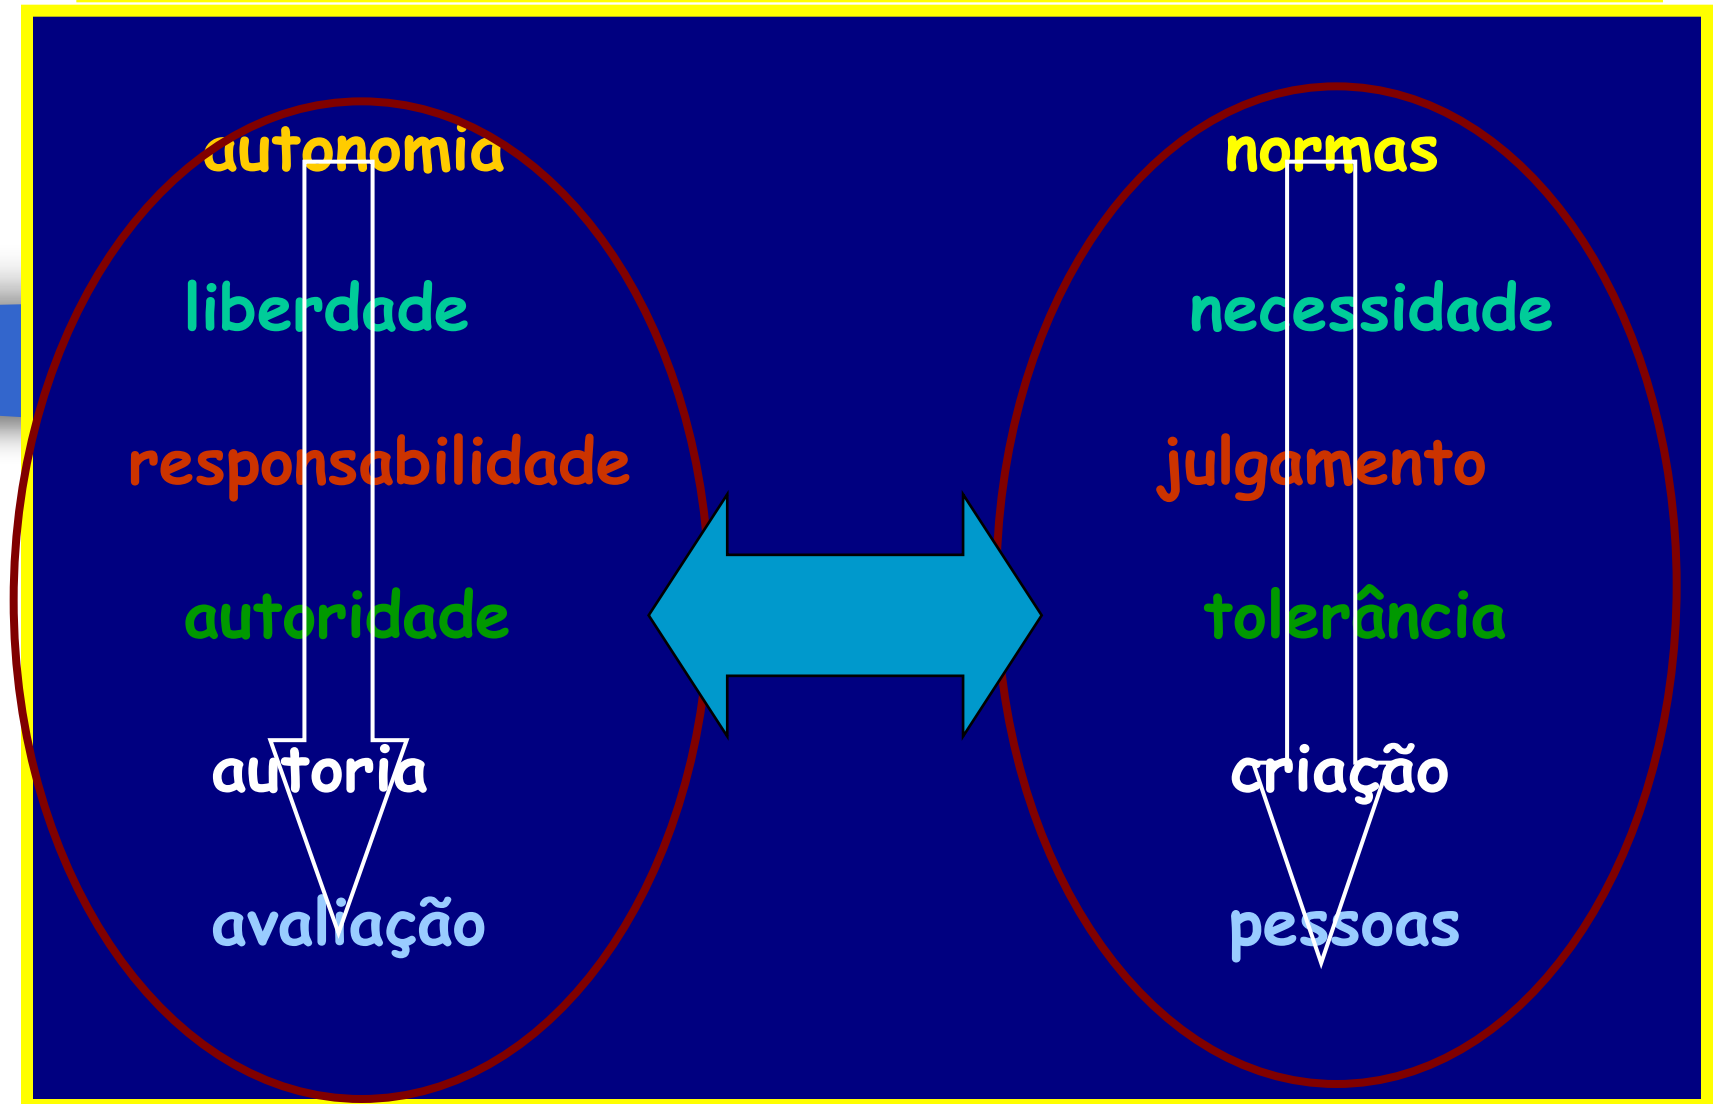 autonomia normas
liberdade necessidade
responsabilidade julgamento
autoridade tolerância
autoria criação
avaliação pessoas